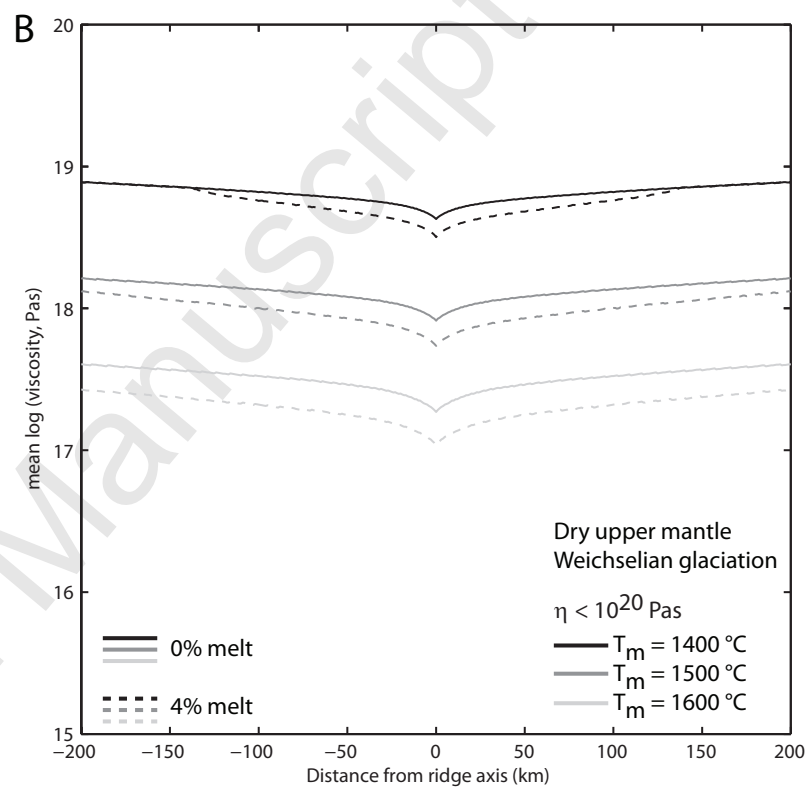 B
20
19
18
17
16
15
mean log (viscosity, Pas)
Manuscript
Dry upper mantle
Weichselian glaciation
η < 10^20 Pas
T_m = 1400 °C
T_m = 1500 °C
T_m = 1600 °C
0% melt
4% melt
−200 −150 −100 −50 0 50 100 150 200
Distance from ridge axis (km)